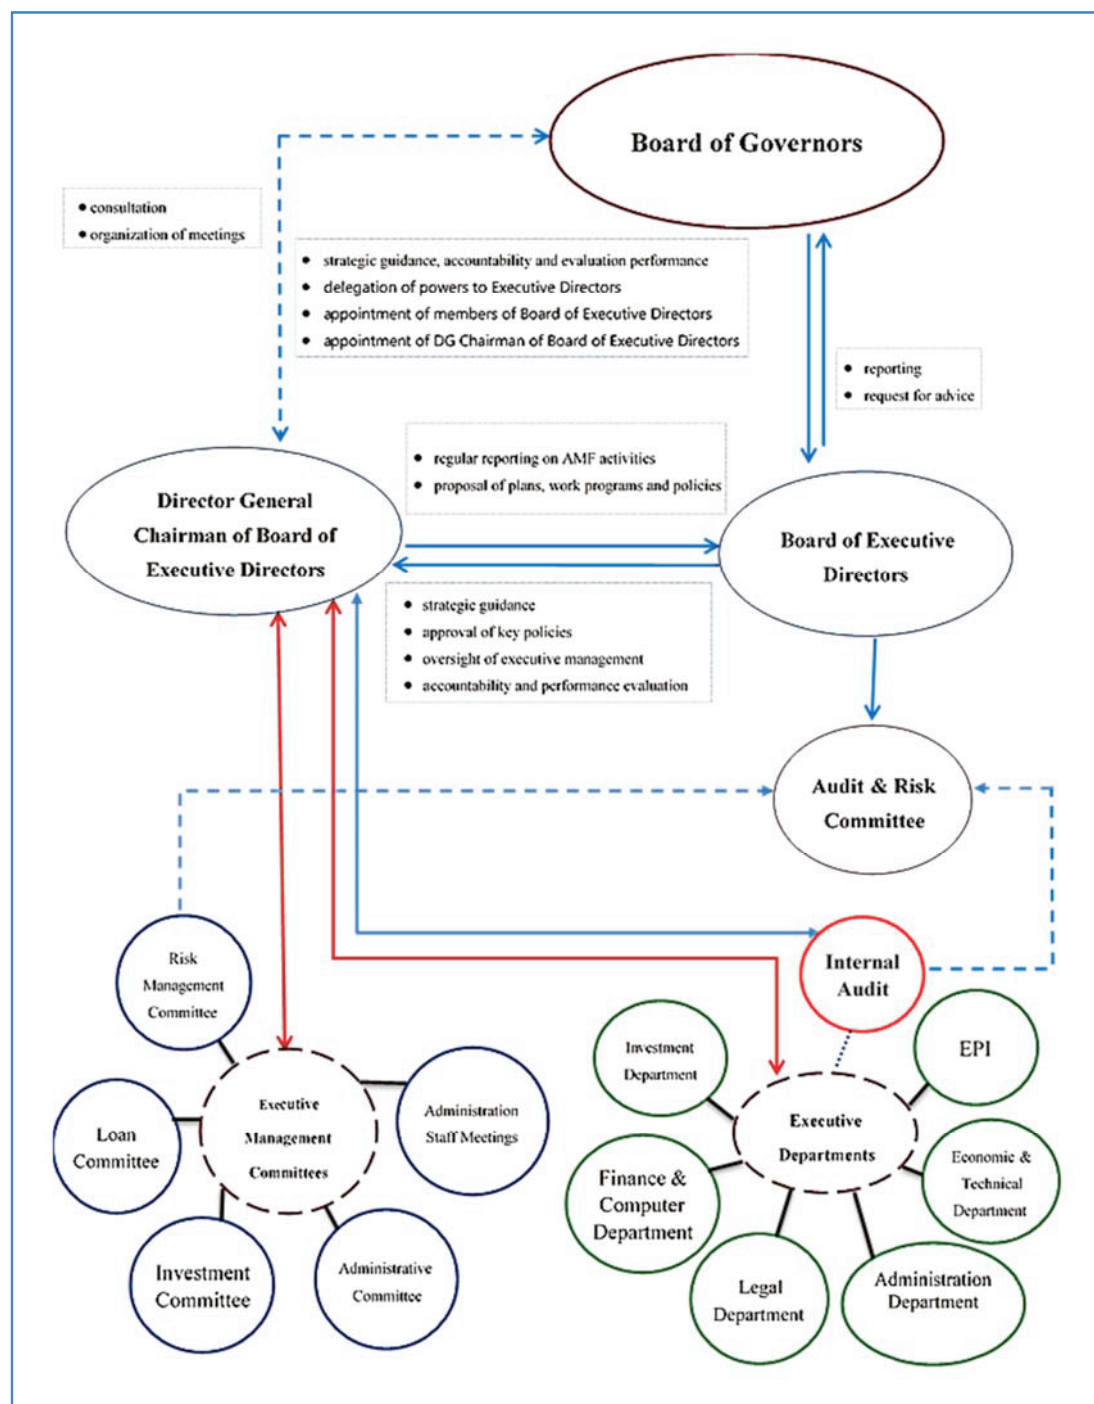 Board of Governors
● consultation
● organization of meetings
● strategic guidance, accountability and evaluation performance
● delegation of powers to Executive Directors
● appointment of members of Board of Executive Directors
● appointment of DG Chairman of Board of Executive Directors
● reporting
● request for advice
● regular reporting on AMF activities
● proposal of plans, work programs and policies
Director General
Chairman of Board of
Executive Directors
Board of Executive
Directors
● strategic guidance
● approval of key policies
● oversight of executive management
● accountability and performance evaluation
Audit & Risk
Committee
Risk
Management
Committee
Internal
Audit
Executive
Management
Committees
Loan
Committee
Investment
Committee
Administrative
Committee
Administration
Staff Meetings
Investment
Department
EPI
Executive
Departments
Finance &
Computer
Department
Economic &
Technical
Department
Legal
Department
Administration
Department